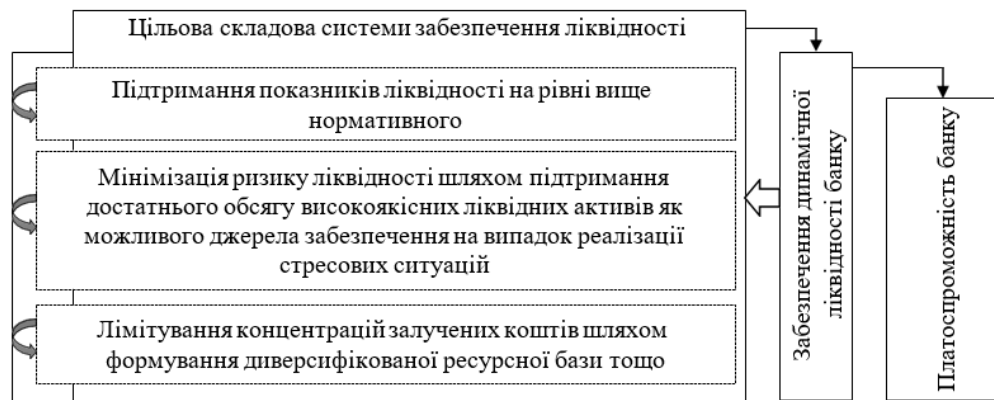 Цільова складова системи забезпечення ліквідності
Підтримання показників ліквідності на рівні вище
нормативного
Мінімізація ризику ліквідності шляхом підтримання
достатнього обсягу високоякісних ліквідних активів як
можливого джерела забезпечення на випадок реалізації
стресових ситуацій
Лімітування концентрацій залучених коштів шляхом
формування диверсифікованої ресурсної бази тощо
Забезпечення динамічної
ліквідності банку
Платоспроможність банку